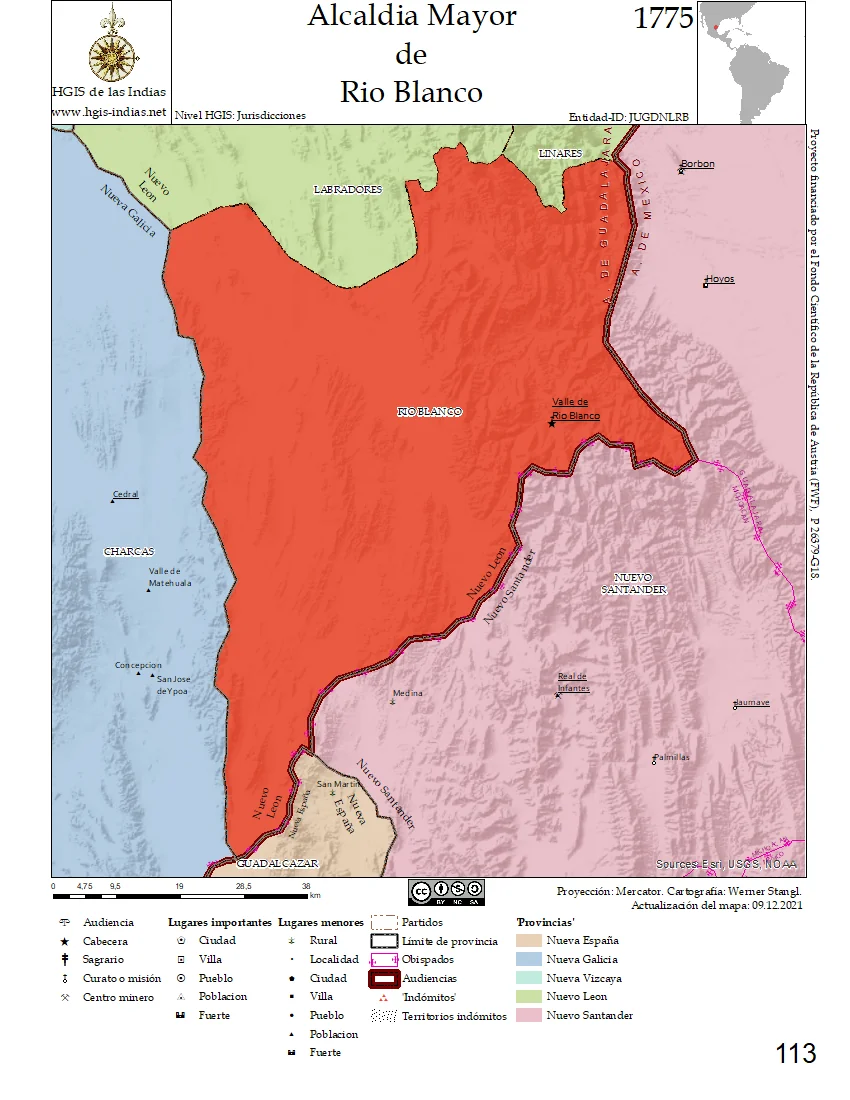 Alcaldia Mayor
de
Rio Blanco
1775
HGIS de las Indias
www.hgis-indias.net
Nivel HGIS: Jurisdicciones
Entidad-ID: JUGDNLRB
Proyecto financiado por el Fondo Científico de la República de Austria (FWF), P 26379-G18.
LINARES
LABRADORES
Nuevo
Leon
Nueva Galicia
Borbon
A. DE GUADALAJARA
A. DE MEXICO
Hoyos
RIO BLANCO
Valle de
Rio Blanco
Cedral
CHARCAS
Valle de
Matehuala
Concepcion
San Jose
de Ypoa
Nuevo Leon
Nuevo Santander
NUEVO
SANTANDER
GUADALAJARA
Medina
Real de
Infantes
Jaumave
Palmillas
San Martin
Nuevo Santander
Nueva
España
Nuevo
Leon
Nueva España
GUADALCAZAR
Sources: Esri, USGS, NOAA
0 4,75 9,5 19 28,5 38
km
CC BY NC SA
Proyección: Mercator. Cartografía: Werner Stangl.
Actualización del mapa: 09.12.2021
Audiencia
Cabecera
Sagrario
Curato o misión
Centro minero
Lugares importantes
Ciudad
Villa
Pueblo
Poblacion
Fuerte
Lugares menores
Rural
Localidad
Ciudad
Villa
Pueblo
Poblacion
Fuerte
Partidos
Límite de provincia
Obispados
Audiencias
'Indómitos'
Territorios indómitos
'Provincias'
Nueva España
Nueva Galicia
Nueva Vizcaya
Nuevo Leon
Nuevo Santander
113